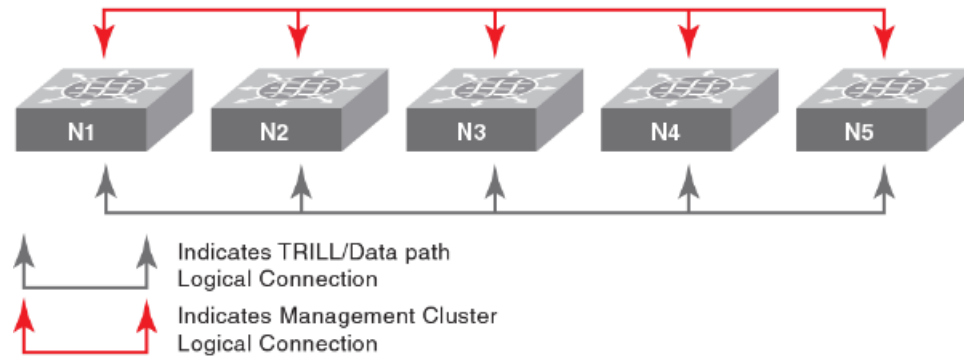 N1 N2 N3 N4 N5
Indicates TRILL/Data path
Logical Connection
Indicates Management Cluster
Logical Connection